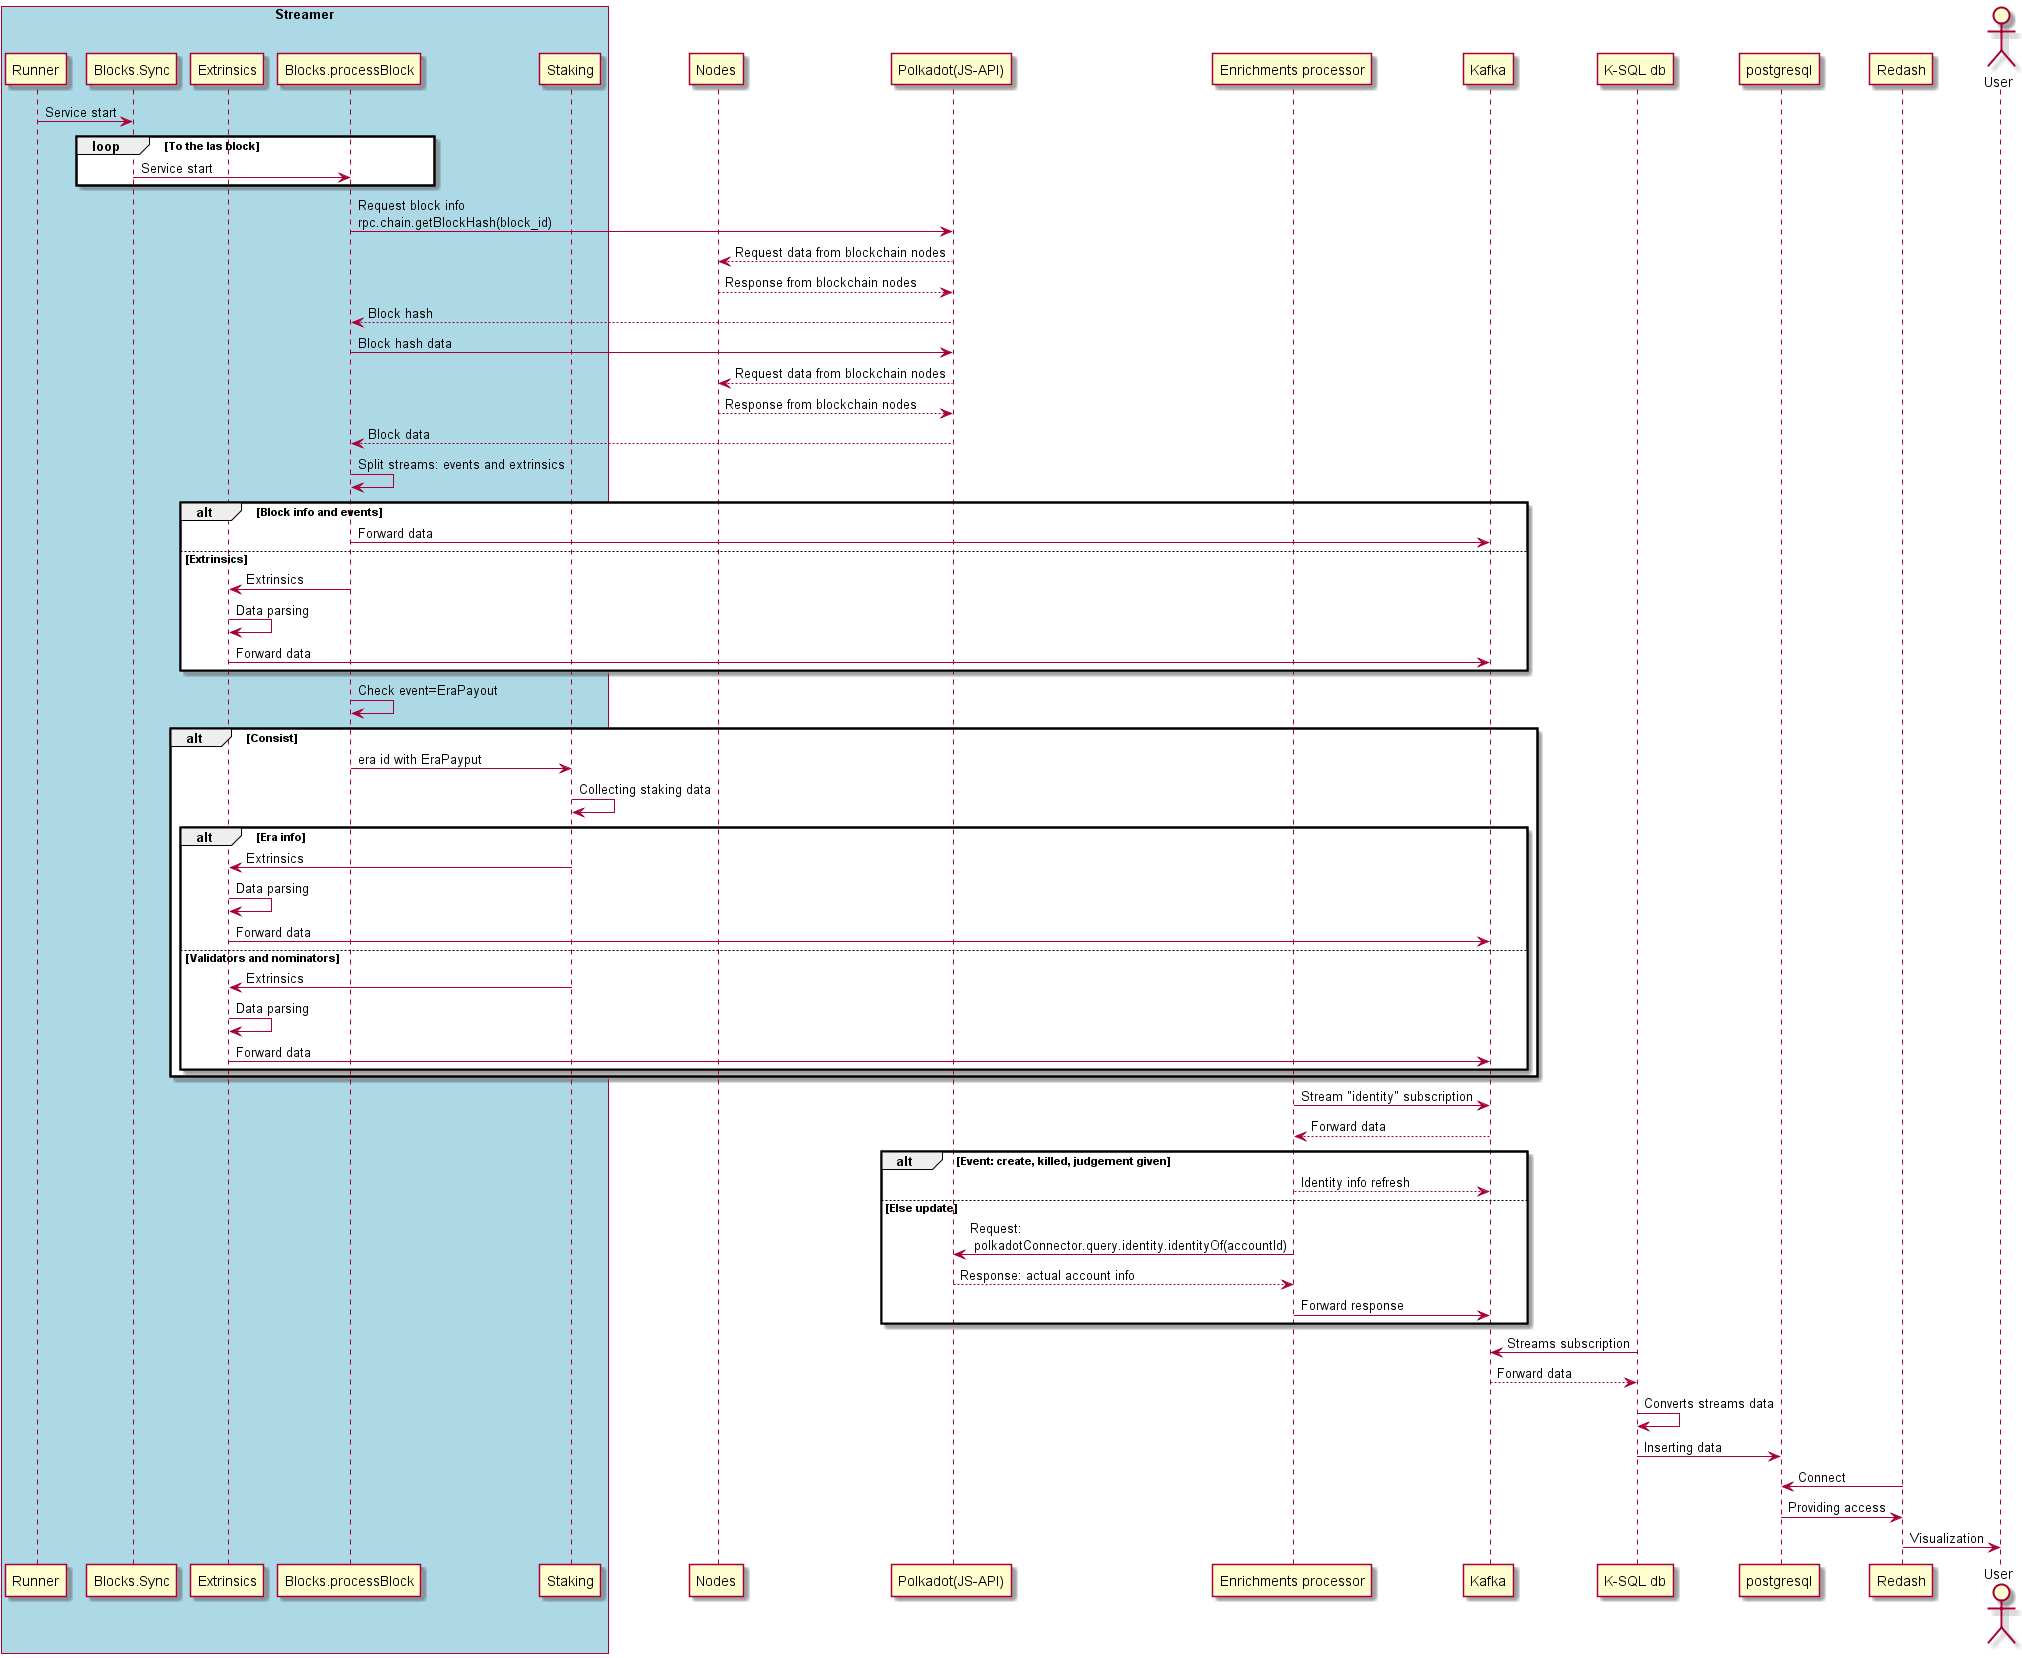 Streamer
Runner
Blocks.Sync
Extrinsics
Blocks.processBlock
Staking
Nodes
Polkadot(JS-API)
Enrichments processor
Kafka
K-SQL db
postgresql
Redash
User
Service start
loop
[To the las block]
Service start
Request block info
rpc.chain.getBlockHash(block_id)
Request data from blockchain nodes
Response from blockchain nodes
Block hash
Block hash data
Request data from blockchain nodes
Response from blockchain nodes
Block data
Split streams: events and extrinsics
alt
[Block info and events]
Forward data
[Extrinsics]
Extrinsics
Data parsing
Forward data
Check event=EraPayout
alt
[Consist]
era id with EraPayput
Collecting staking data
alt
[Era info]
Extrinsics
Data parsing
Forward data
[Validators and nominators]
Extrinsics
Data parsing
Forward data
Stream "identity" subscription
Forward data
alt
[Event: create, killed, judgement given]
Identity info refresh
[Else update]
Request:
polkadotConnector.query.identity.identityOf(accountId)
Response: actual account info
Forward response
Streams subscription
Forward data
Converts streams data
Inserting data
Connect
Providing access
Visualization
Runner
Blocks.Sync
Extrinsics
Blocks.processBlock
Staking
Nodes
Polkadot(JS-API)
Enrichments processor
Kafka
K-SQL db
postgresql
Redash
User